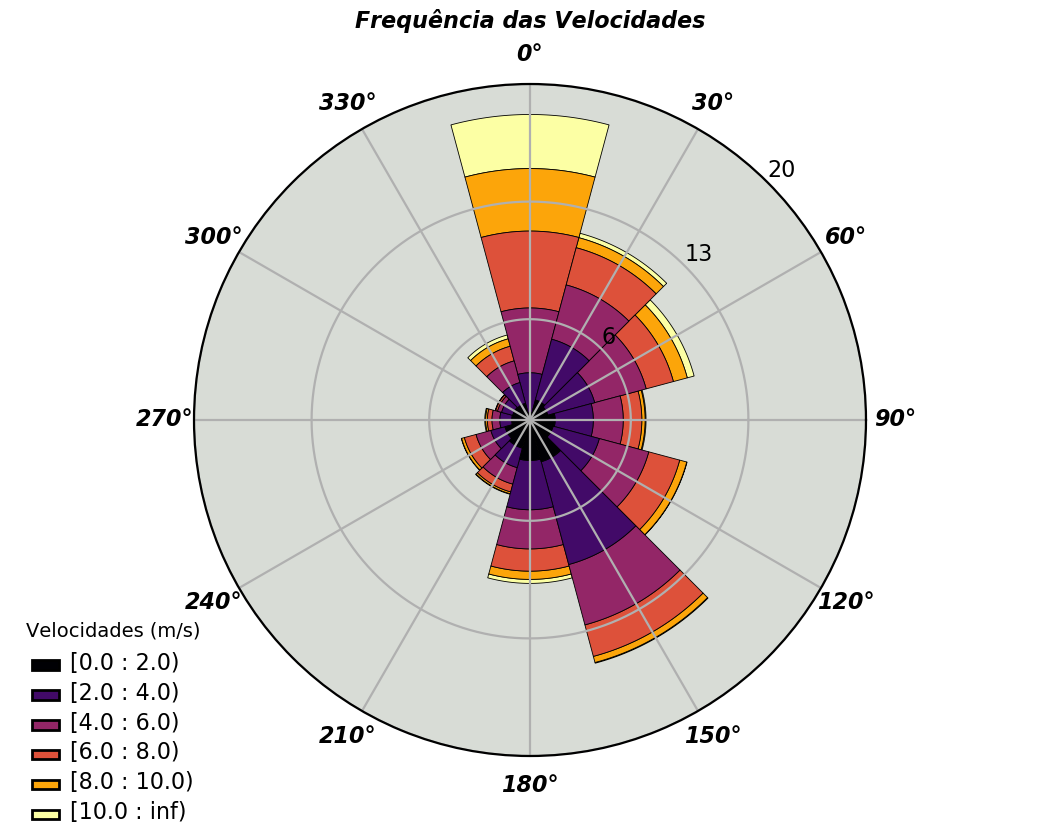 Frequência das Velocidades
0°
330°
30°
20
300°
60°
13
6
270°
90°
240°
120°
210°
150°
180°
Velocidades (m/s)
[0.0 : 2.0)
[2.0 : 4.0)
[4.0 : 6.0)
[6.0 : 8.0)
[8.0 : 10.0)
[10.0 : inf)